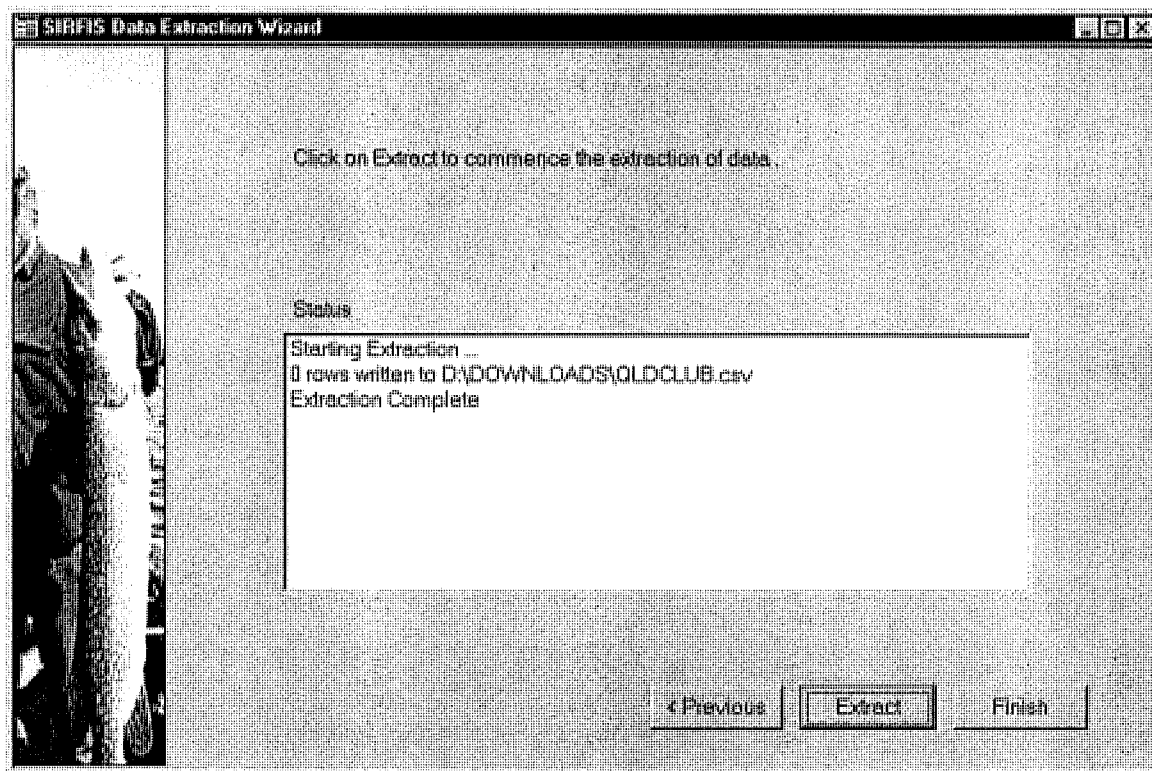 SIRFIS Data Extraction Wizard
Click on Extract to commence the extraction of data.
Status
Starting Extraction ...
0 rows written to D:\DOWNLOADS\QLDCLUB.csv
Extraction Complete
< Previous
Extract
Finish